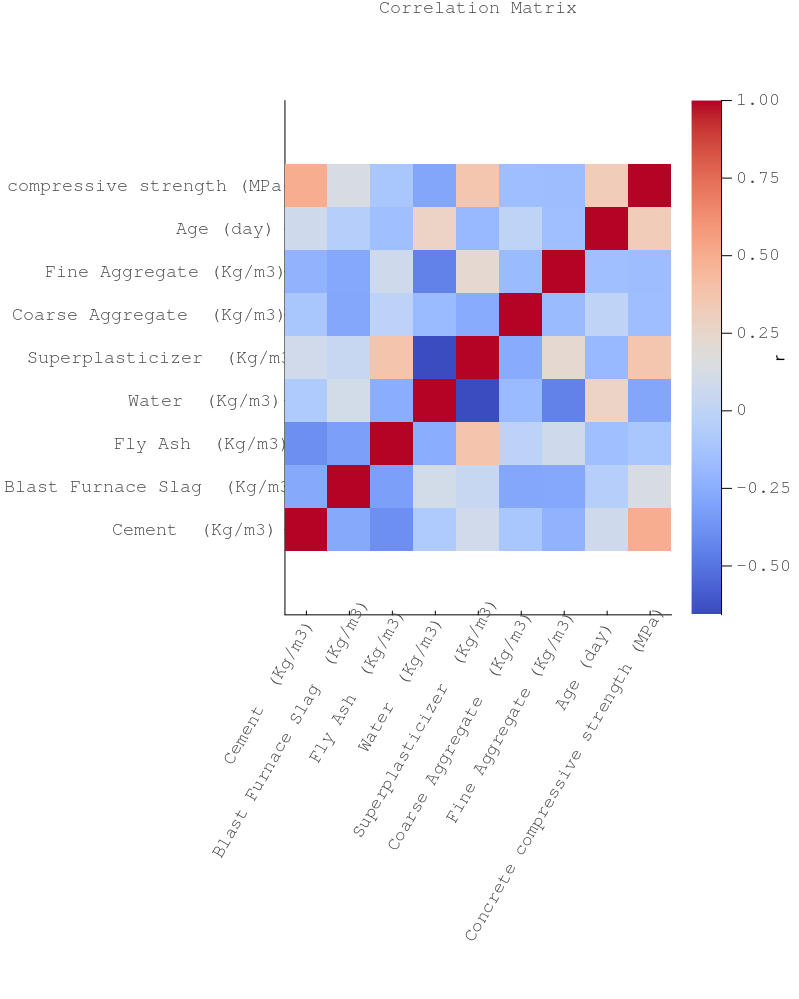 Correlation Matrix
compressive strength (MPa
Age (day)
Fine Aggregate (Kg/m3)
Coarse Aggregate (Kg/m3)
Superplasticizer (Kg/m3
Water (Kg/m3)
Fly Ash (Kg/m3)
Blast Furnace Slag (Kg/m3
Cement (Kg/m3)
Cement (Kg/m3)
Blast Furnace Slag (Kg/m3)
Fly Ash (Kg/m3)
Water (Kg/m3)
Superplasticizer (Kg/m3)
Coarse Aggregate (Kg/m3)
Fine Aggregate (Kg/m3)
Age (day)
Concrete compressive strength (MPa)
1.00
0.75
0.50
0.25
0
−0.25
−0.50
r